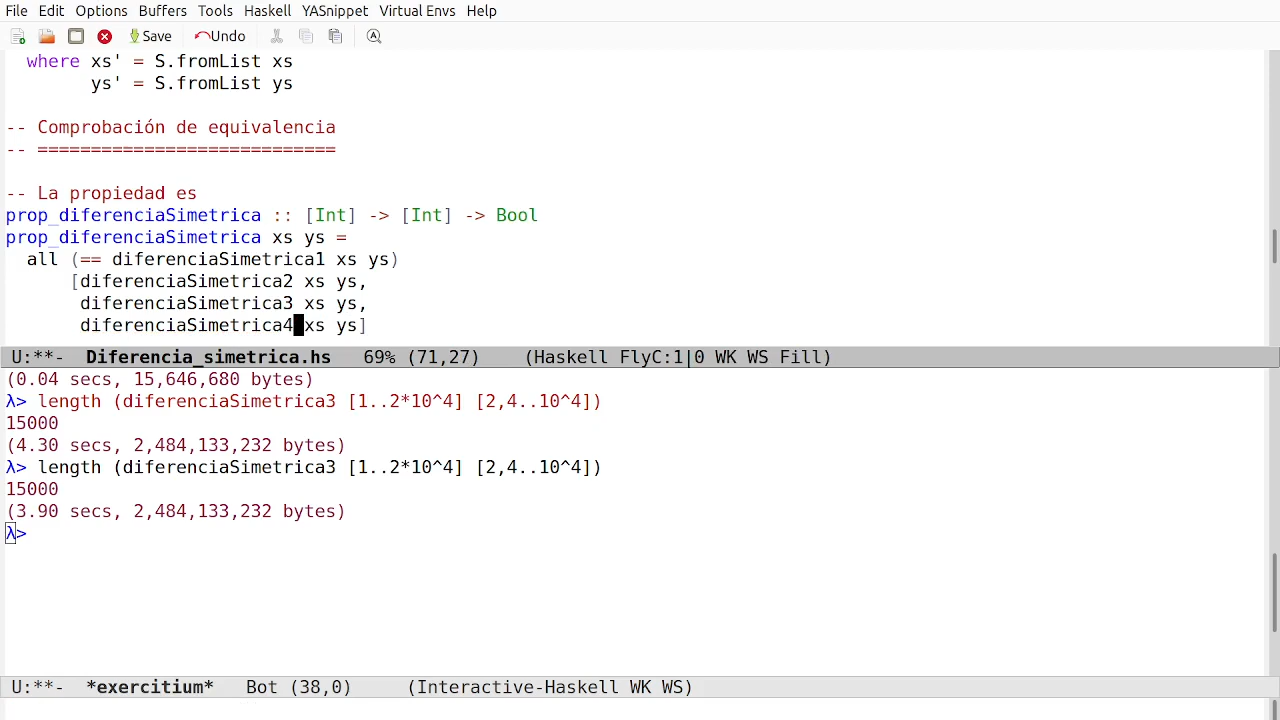 File Edit Options Buffers Tools Haskell YASnippet Virtual Envs Help
Save Undo
where xs' = S.fromList xs
ys' = S.fromList ys
-- Comprobación de equivalencia
-- ============================
-- La propiedad es
prop_diferenciaSimetrica :: [Int] -> [Int] -> Bool
prop_diferenciaSimetrica xs ys =
all (== diferenciaSimetrica1 xs ys)
[diferenciaSimetrica2 xs ys,
diferenciaSimetrica3 xs ys,
diferenciaSimetrica4 xs ys]
U:**- Diferencia_simetrica.hs 69% (71,27) (Haskell FlyC:1|0 WK WS Fill)
(0.04 secs, 15,646,680 bytes)
λ> length (diferenciaSimetrica3 [1..2*10^4] [2,4..10^4])
15000
(4.30 secs, 2,484,133,232 bytes)
λ> length (diferenciaSimetrica3 [1..2*10^4] [2,4..10^4])
15000
(3.90 secs, 2,484,133,232 bytes)
λ>
U:**- *exercitium* Bot (38,0) (Interactive-Haskell WK WS)